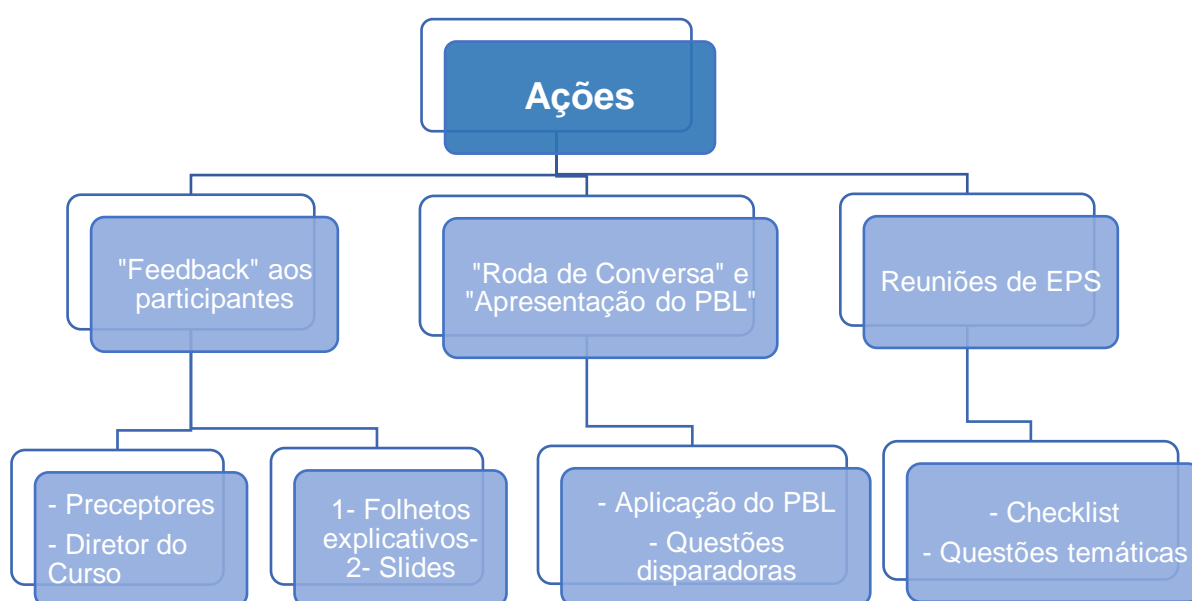 Ações
"Feedback" aos
participantes
"Roda de Conversa" e
"Apresentação do PBL"
Reuniões de EPS
- Preceptores
- Diretor do
Curso
1- Folhetos
explicativos-
2- Slides
- Aplicação do PBL
- Questões
disparadoras
- Checklist
- Questões temáticas